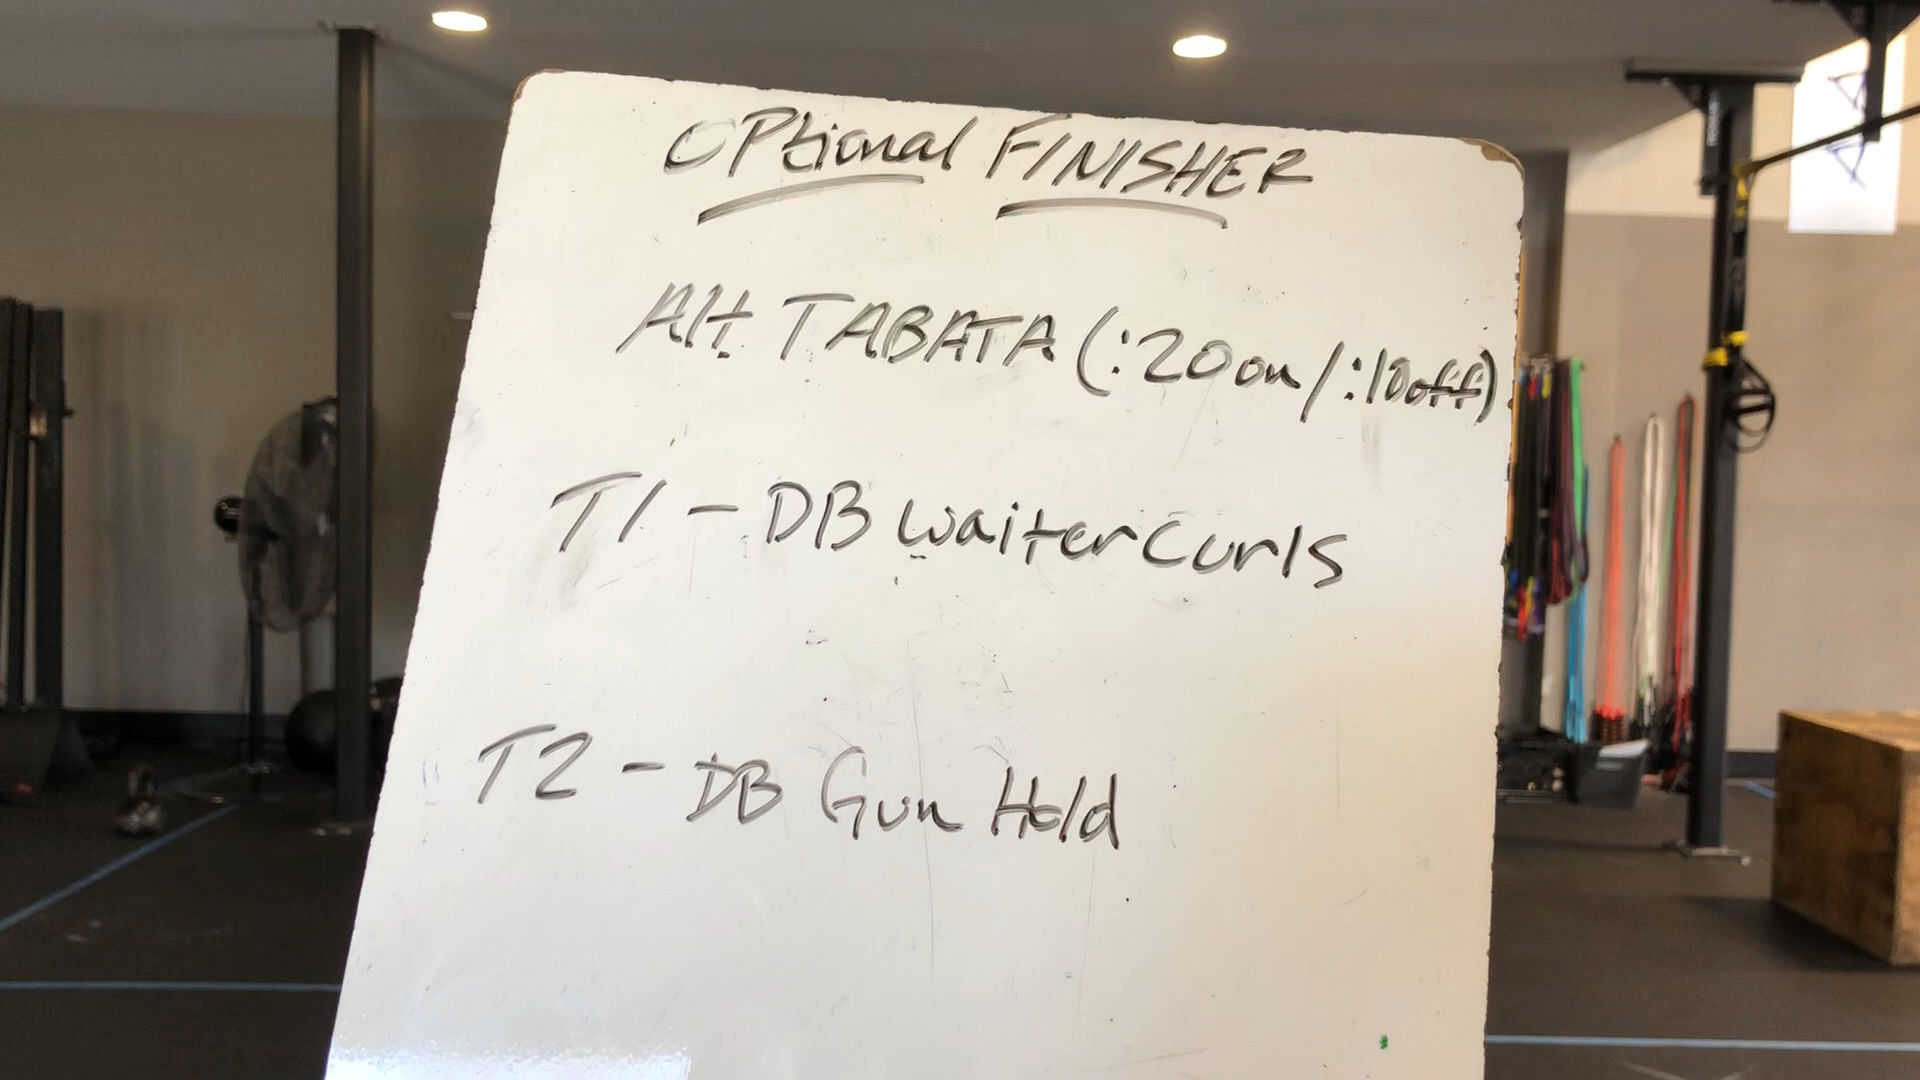 OPtional FINISHER
Alt. TABATA (:20 on/:10 off)
T1 - DB Waiter Curls
T2 - DB Gun Hold